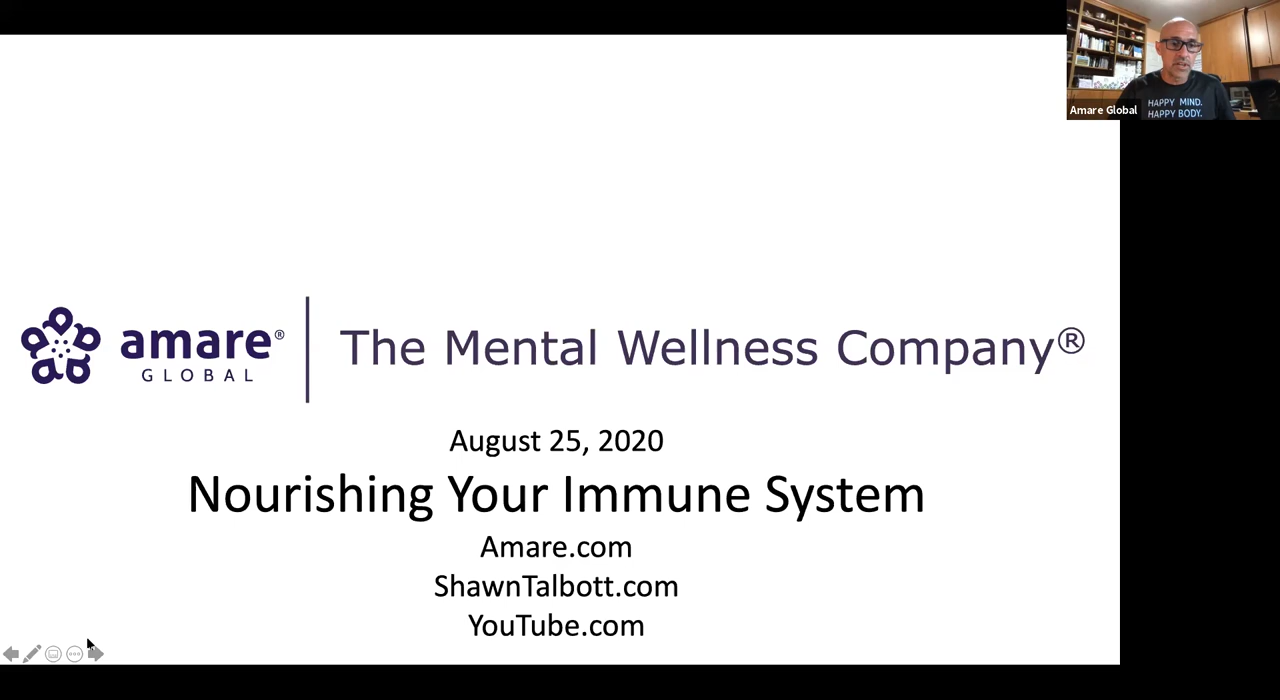 HAPPY MIND.
HAPPY BODY.
Amare Global
amare®
GLOBAL
The Mental Wellness Company®
August 25, 2020
Nourishing Your Immune System
Amare.com
ShawnTalbott.com
YouTube.com